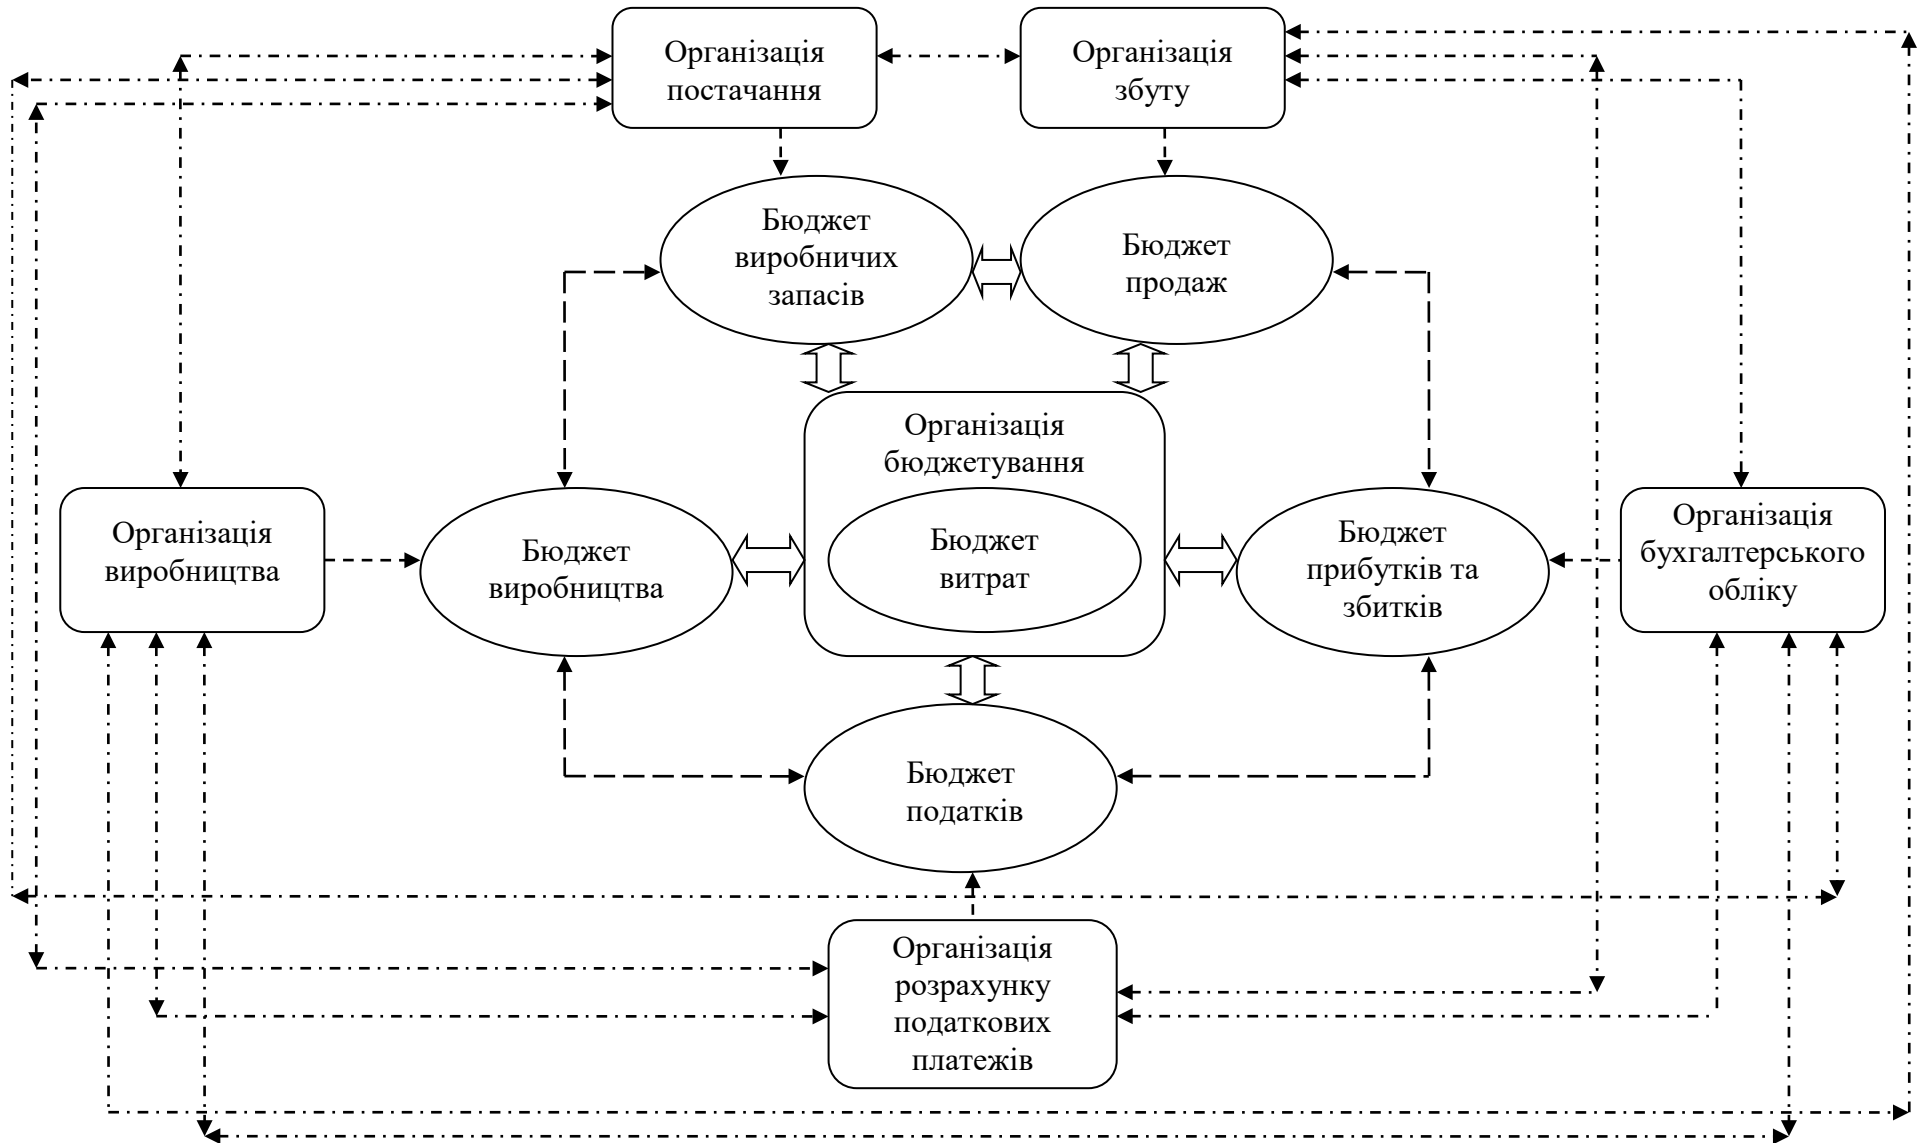 Організація
постачання
Організація
збуту
Бюджет
виробничих
запасів
Бюджет
продаж
Організація
бюджетування
Організація
виробництва
Бюджет
виробництва
Бюджет
витрат
Бюджет
прибутків та
збитків
Організація
бухгалтерського
обліку
Бюджет
податків
Організація
розрахунку
податкових
платежів